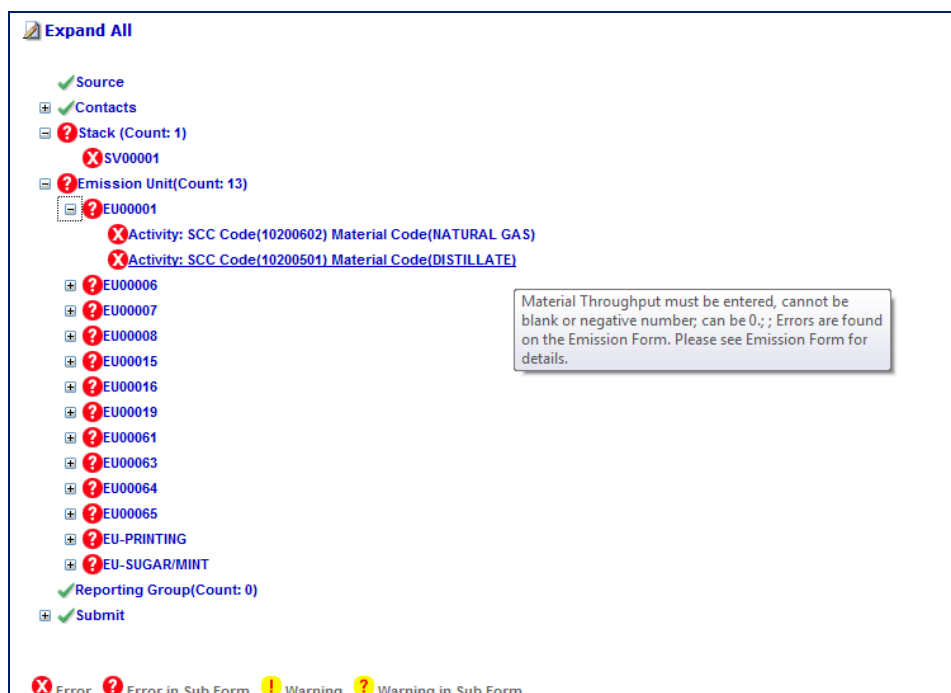 Expand All
Source
Contacts
Stack (Count: 1)
SV00001
Emission Unit(Count: 13)
EU00001
Activity: SCC Code(10200602) Material Code(NATURAL GAS)
Activity: SCC Code(10200501) Material Code(DISTILLATE)
EU00006
EU00007
EU00008
EU00015
EU00016
EU00019
EU00061
EU00063
EU00064
EU00065
EU-PRINTING
EU-SUGAR/MINT
Material Throughput must be entered, cannot be
blank or negative number; can be 0.; ; Errors are found
on the Emission Form. Please see Emission Form for
details.
Reporting Group(Count: 0)
Submit
Error Error in Sub Form Warning Warning in Sub Form